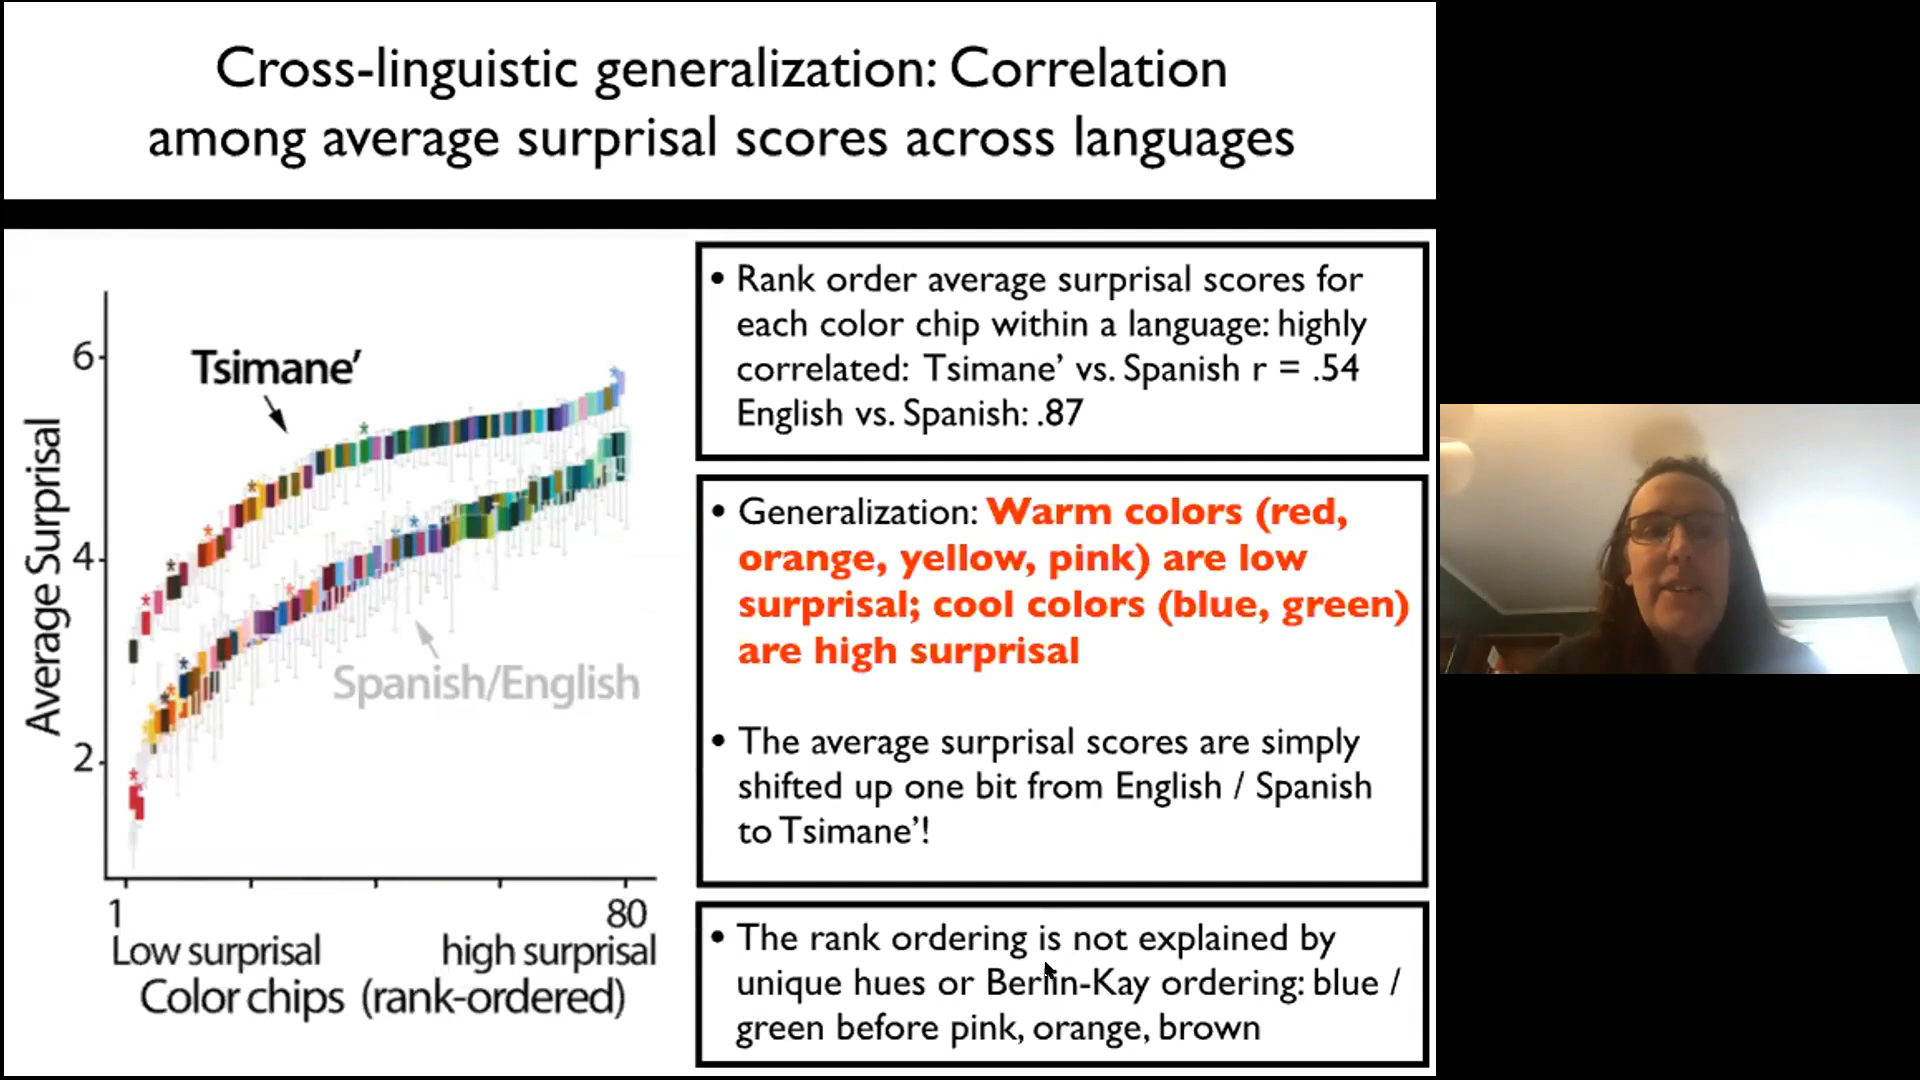 Cross-linguistic generalization: Correlation
among average surprisal scores across languages
6
4
2
Average Surprisal
Tsimane’
Spanish/English
1
80
Low surprisal
high surprisal
Color chips (rank-ordered)
• Rank order average surprisal scores for
each color chip within a language: highly
correlated: Tsimane’ vs. Spanish r = .54
English vs. Spanish: .87
• Generalization: Warm colors (red,
orange, yellow, pink) are low
surprisal; cool colors (blue, green)
are high surprisal
• The average surprisal scores are simply
shifted up one bit from English / Spanish
to Tsimane’!
• The rank ordering is not explained by
unique hues or Berlin-Kay ordering: blue /
green before pink, orange, brown